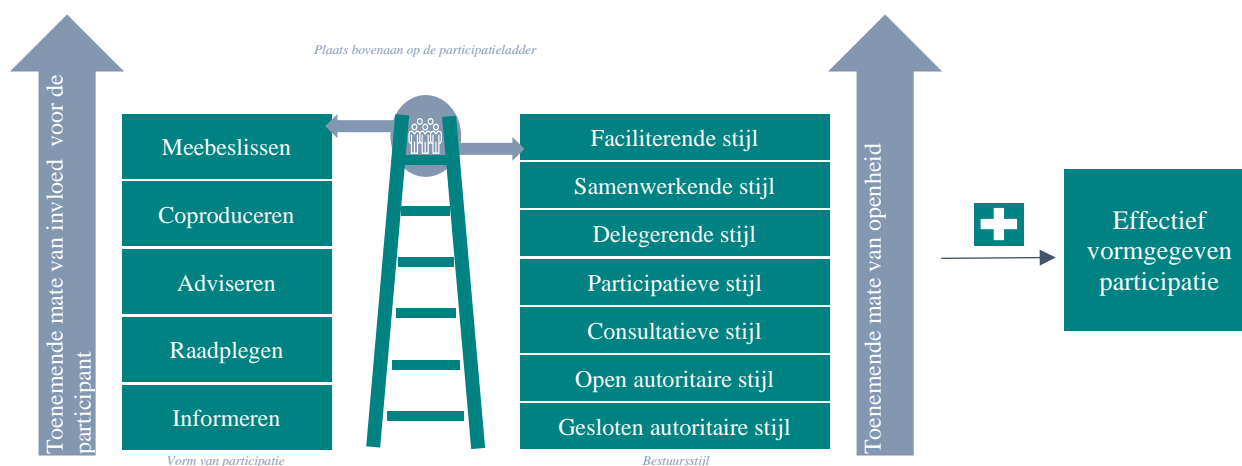 Plaats bovenaan op de participatieladder
Toenemende mate van invloed voor de
participant
Meebeslissen
Coproduceren
Adviseren
Raadplegen
Informeren
Vorm van participatie
Faciliterende stijl
Samenwerkende stijl
Delegerende stijl
Participatieve stijl
Consultatieve stijl
Open autoritaire stijl
Gesloten autoritaire stijl
Bestuursstijl
Toenemende mate van openheid
Effectief
vormgegeven
participatie